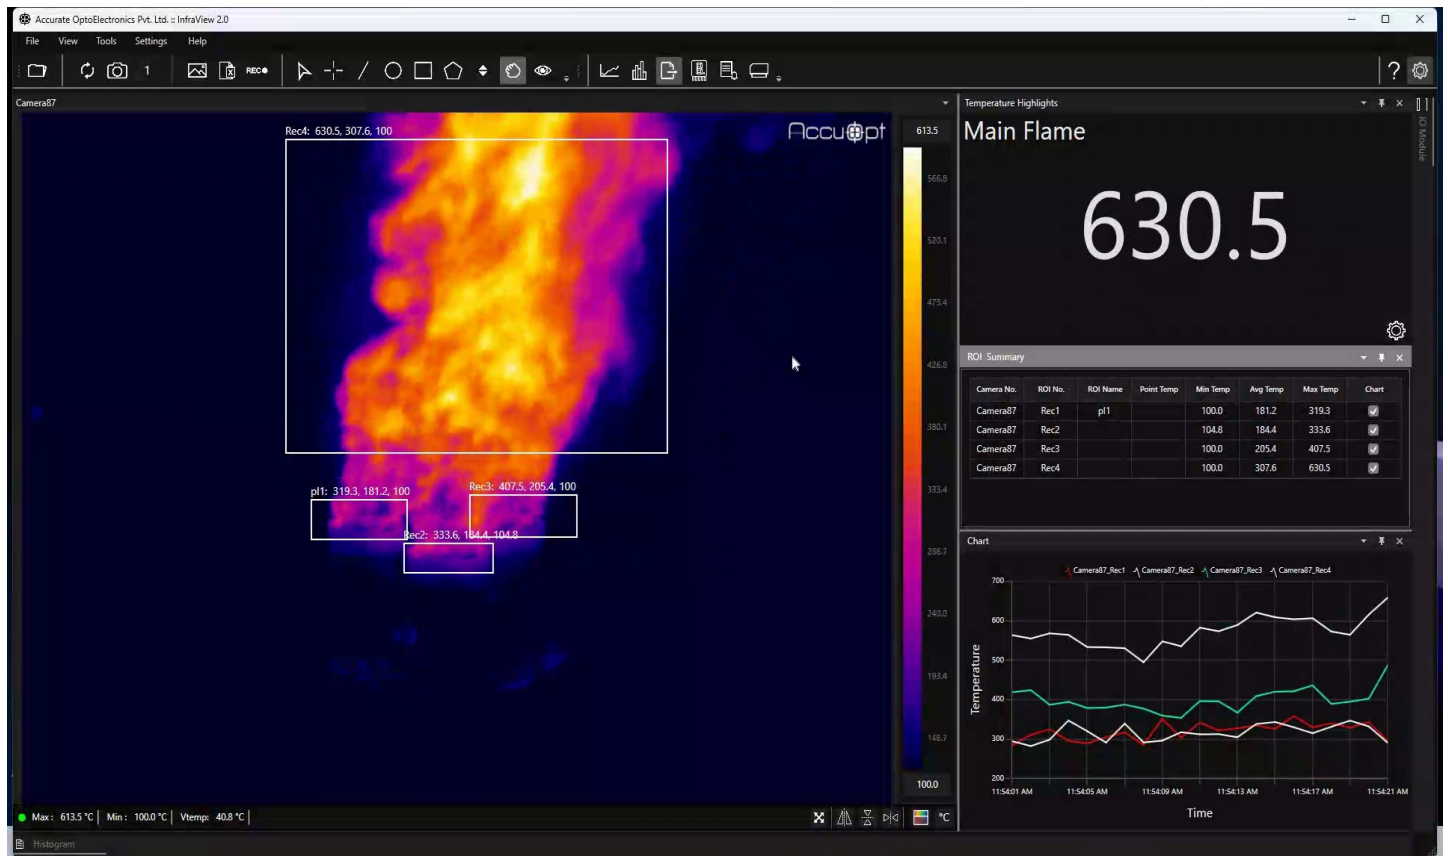 Accurate OptoElectronics Pvt. Ltd. :: InfraView 2.0
File View Tools Settings Help
1 REC
Camera87
Rec4: 630.5, 307.6, 100
Accuopt
pl1: 319.3, 181.2, 100
Rec3: 407.5, 205.4, 100
Rec2: 333.6, 184.4, 104.8
613.5
566.8
520.1
473.4
426.8
380.1
333.4
286.7
240.0
193.4
146.7
100.0
Max: 613.5 °C Min: 100.0 °C Vtemp: 40.8 °C
°C
Histogram
Temperature Highlights
Main Flame
630.5
IO Module
ROI Summary
Camera No. ROI No. ROI Name Point Temp Min Temp Avg Temp Max Temp Chart
Camera87 Rec1 pl1 100.0 181.2 319.3
Camera87 Rec2 104.8 184.4 333.6
Camera87 Rec3 100.0 205.4 407.5
Camera87 Rec4 100.0 307.6 630.5
Chart
Camera87_Rec1 Camera87_Rec2 Camera87_Rec3 Camera87_Rec4
700
600
500
400
300
200
Temperature
11:54:01 AM 11:54:05 AM 11:54:09 AM 11:54:13 AM 11:54:17 AM 11:54:21 AM
Time